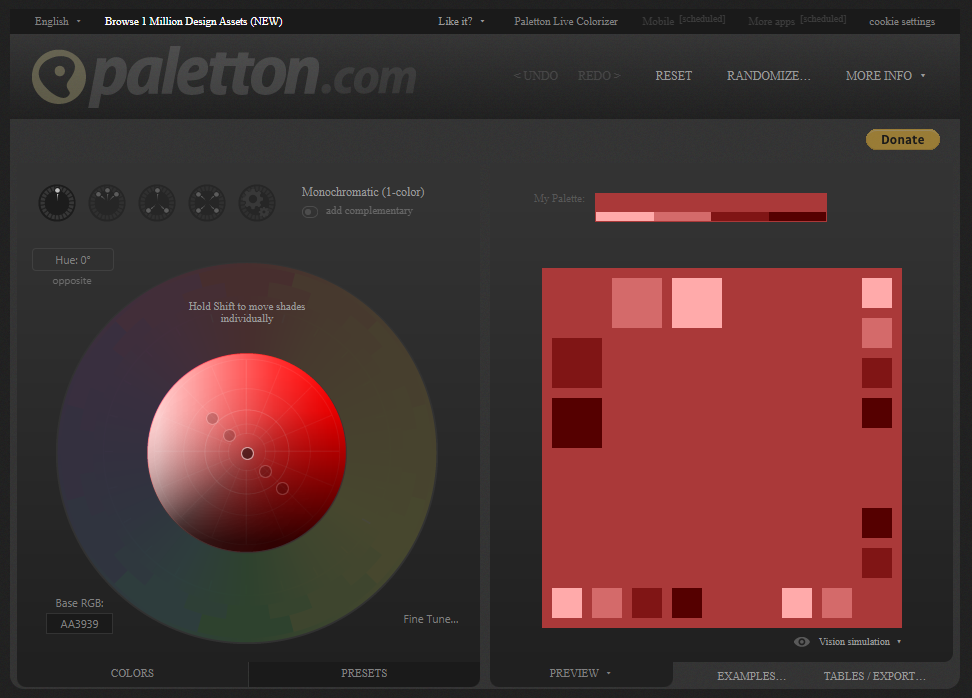 English
Browse 1 Million Design Assets (NEW)
Like it?
Paletton Live Colorizer
Mobile [scheduled]
More apps [scheduled]
cookie settings
paletton.com
< UNDO
REDO >
RESET
RANDOMIZE...
MORE INFO
Donate
Monochromatic (1-color)
add complementary
My Palette:
Hue: 0°
opposite
Hold Shift to move shades
individually
Base RGB:
AA3939
Fine Tune...
Vision simulation
COLORS
PRESETS
PREVIEW
EXAMPLES...
TABLES / EXPORT...